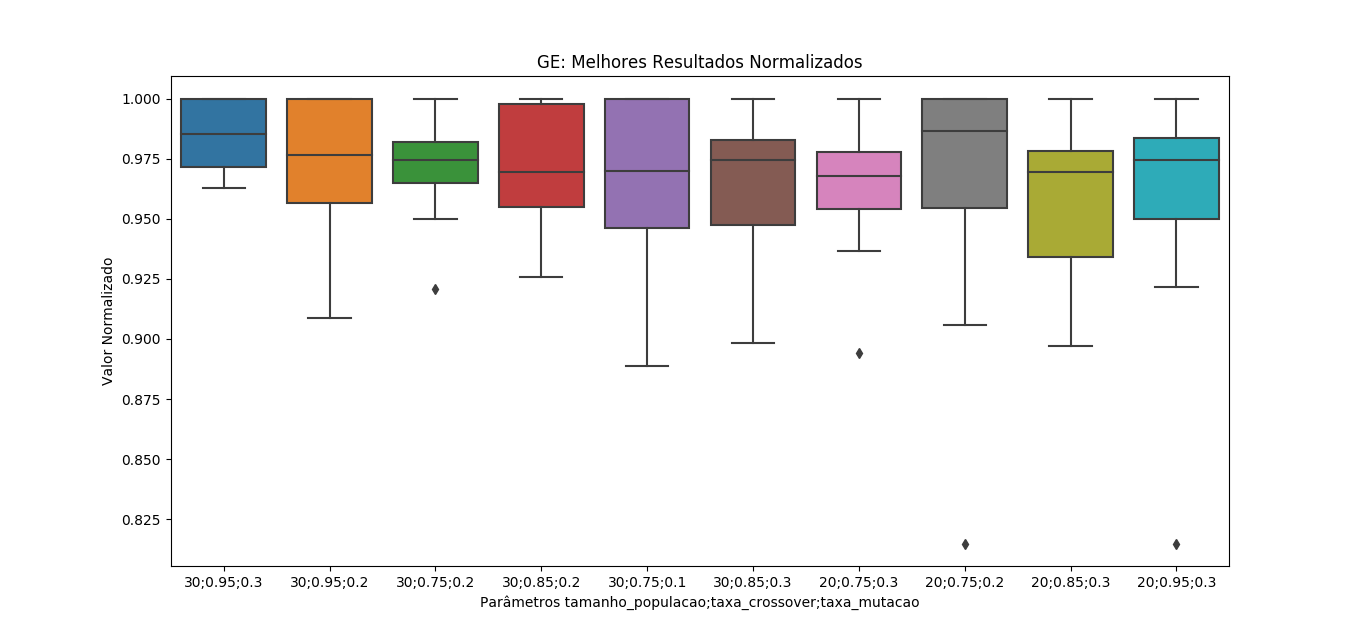 GE: Melhores Resultados Normalizados
Valor Normalizado
1.000
0.975
0.950
0.925
0.900
0.875
0.850
0.825
30;0.95;0.3 30;0.95;0.2 30;0.75;0.2 30;0.85;0.2 30;0.75;0.1 30;0.85;0.3 20;0.75;0.3 20;0.75;0.2 20;0.85;0.3 20;0.95;0.3
Parâmetros tamanho_populacao;taxa_crossover;taxa_mutacao